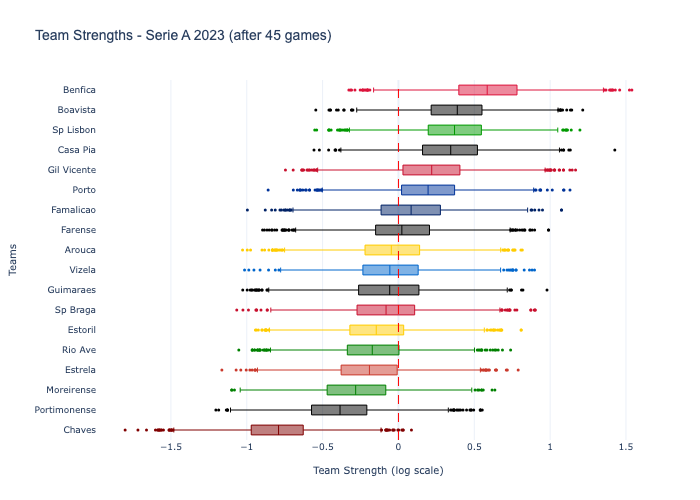 Team Strengths - Serie A 2023 (after 45 games)
Benfica
Boavista
Sp Lisbon
Casa Pia
Gil Vicente
Porto
Famalicao
Farense
Arouca
Vizela
Guimaraes
Sp Braga
Estoril
Rio Ave
Estrela
Moreirense
Portimonense
Chaves
Teams
−1.5 −1 −0.5 0 0.5 1 1.5
Team Strength (log scale)